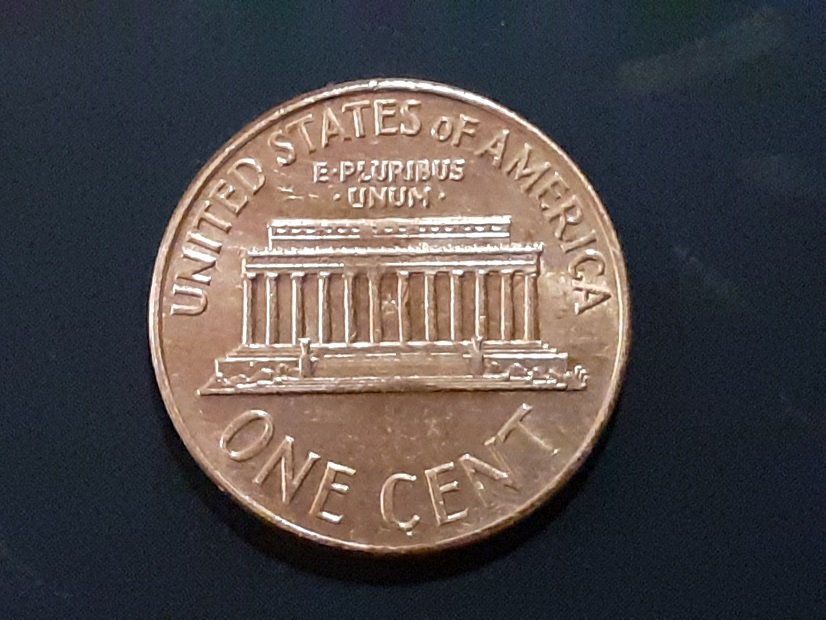 UNITED STATES OF AMERICA
E·PLURIBUS
·UNUM·
ONE CENT